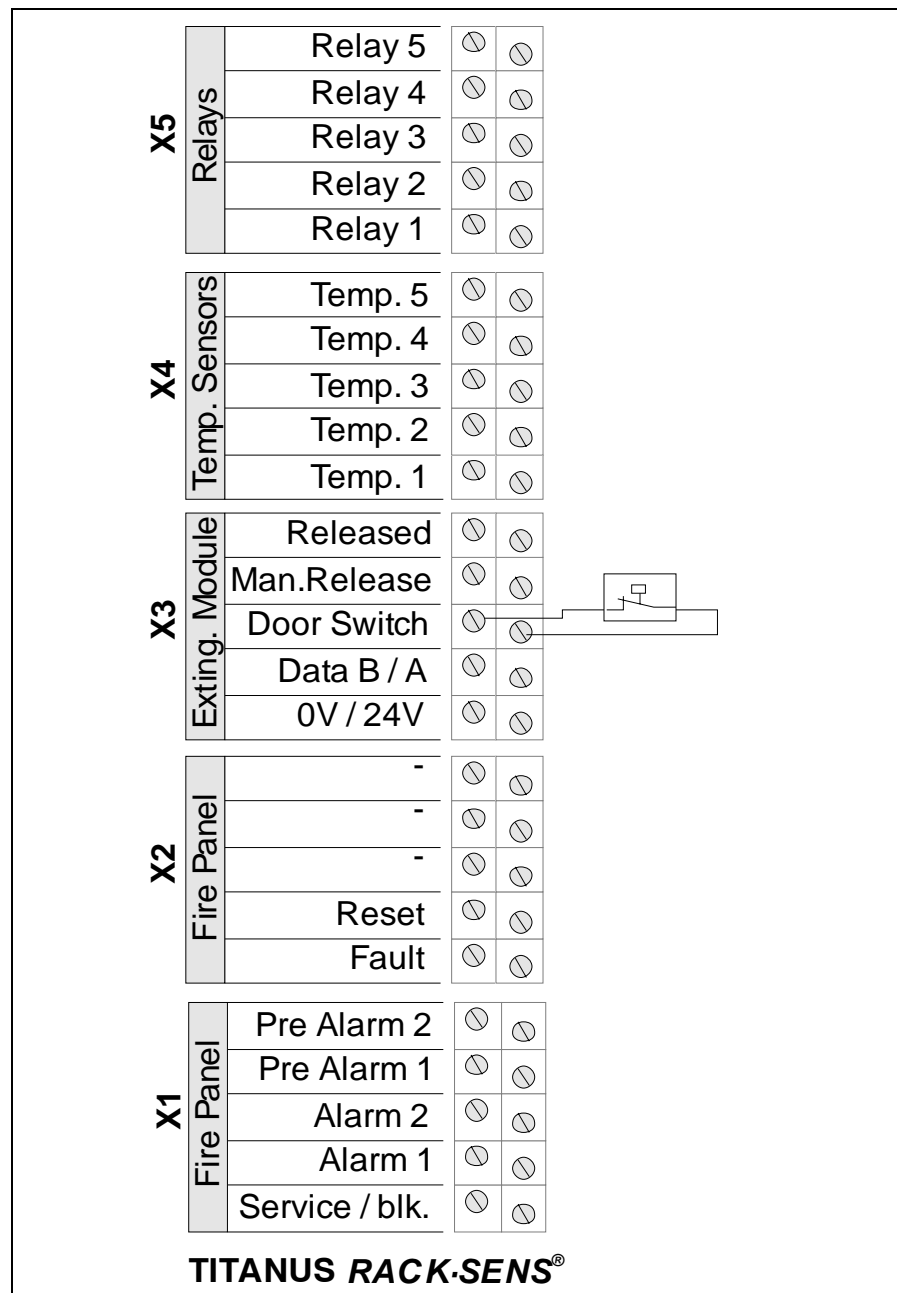 X5
Relays
Relay 5
Relay 4
Relay 3
Relay 2
Relay 1
X4
Temp. Sensors
Temp. 5
Temp. 4
Temp. 3
Temp. 2
Temp. 1
X3
Exting. Module
Released
Man.Release
Door Switch
Data B / A
0V / 24V
X2
Fire Panel
-
-
-
Reset
Fault
X1
Fire Panel
Pre Alarm 2
Pre Alarm 1
Alarm 2
Alarm 1
Service / blk.
TITANUS RACK·SENS®